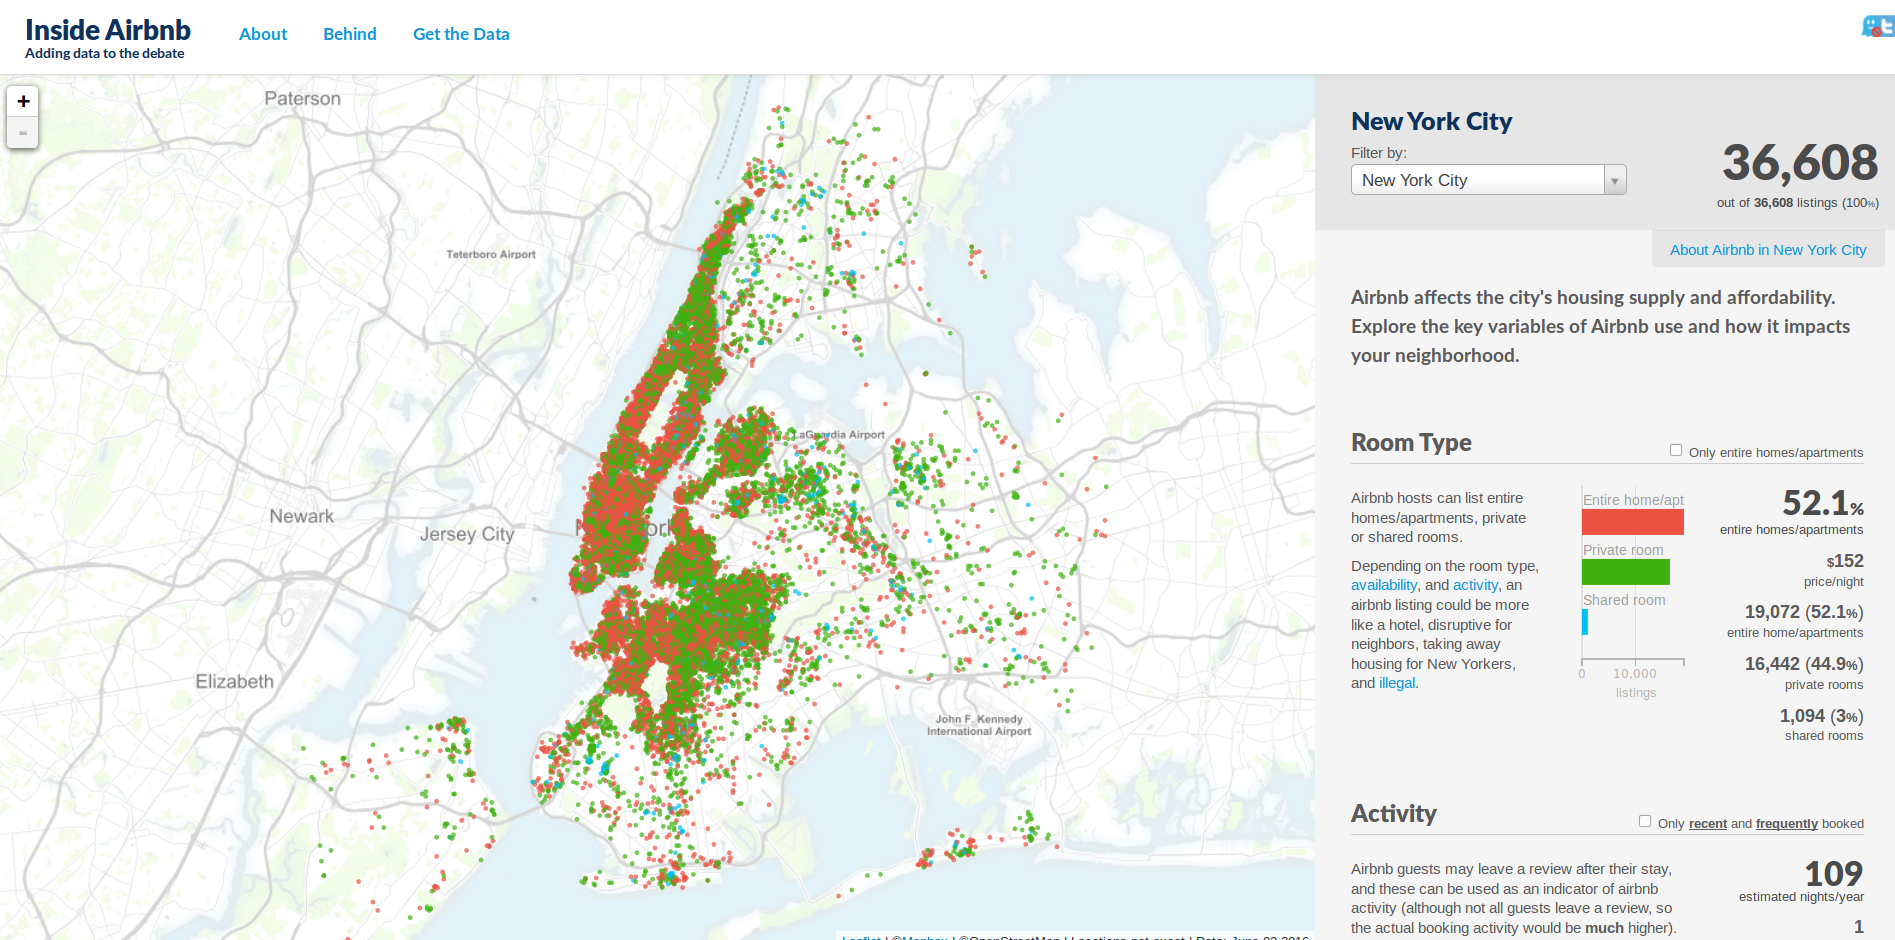 Inside Airbnb
Adding data to the debate
About
Behind
Get the Data
+
-
Paterson
Teterboro Airport
LaGuardia Airport
Newark
Jersey City
Elizabeth
John F. Kennedy
International Airport
New York City
Filter by:
New York City
36,608
out of 36,608 listings (100%)
About Airbnb in New York City
Airbnb affects the city's housing supply and affordability.
Explore the key variables of Airbnb use and how it impacts
your neighborhood.
Room Type
Only entire homes/apartments
Airbnb hosts can list entire
homes/apartments, private
or shared rooms.
Depending on the room type,
availability, and activity, an
airbnb listing could be more
like a hotel, disruptive for
neighbors, taking away
housing for New Yorkers,
and illegal.
Entire home/apt
Private room
Shared room
0 10,000
listings
52.1%
entire homes/apartments
$152
price/night
19,072 (52.1%)
entire home/apartments
16,442 (44.9%)
private rooms
1,094 (3%)
shared rooms
Activity
Only recent and frequently booked
Airbnb guests may leave a review after their stay,
and these can be used as an indicator of airbnb
activity (although not all guests leave a review, so
the actual booking activity would be much higher).
109
estimated nights/year
1